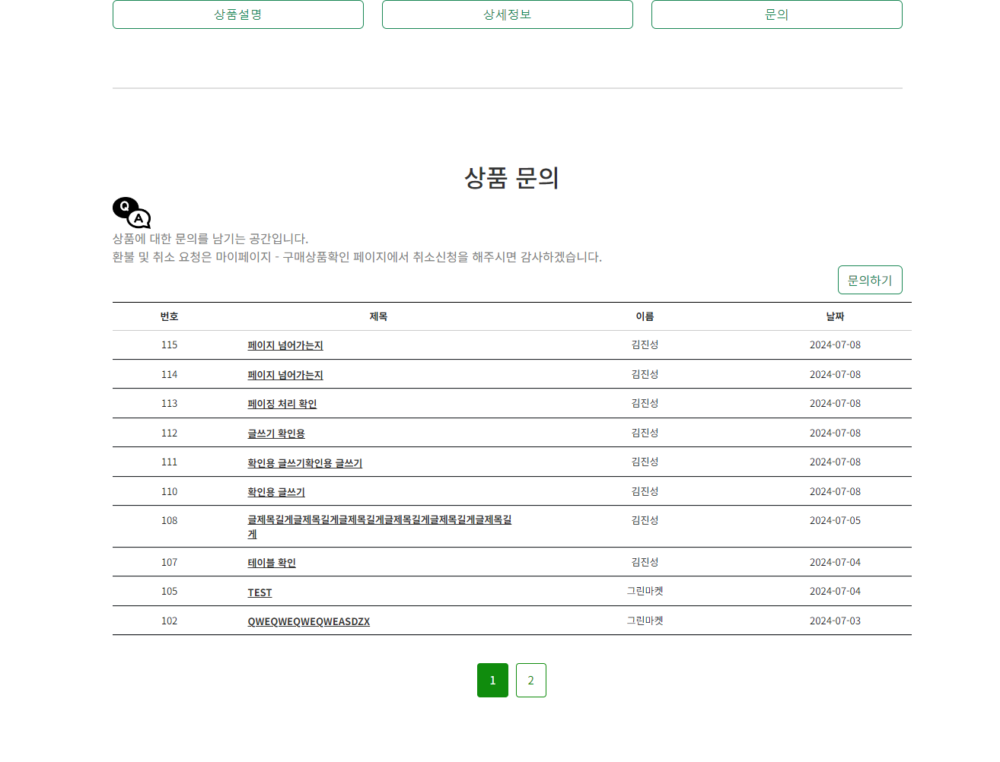 상품설명 상세정보 문의
상품 문의
Q
A
상품에 대한 문의를 남기는 공간입니다.
환불 및 취소 요청은 마이페이지 - 구매상품확인 페이지에서 취소신청을 해주시면 감사하겠습니다.
문의하기
번호 제목 이름 날짜
115 페이지 넘어가는지 김진성 2024-07-08
114 페이지 넘어가는지 김진성 2024-07-08
113 페이징 처리 확인 김진성 2024-07-08
112 글쓰기 확인용 김진성 2024-07-08
111 확인용 글쓰기확인용 글쓰기 김진성 2024-07-08
110 확인용 글쓰기 김진성 2024-07-08
108 글제목길게글제목길게글제목길게글제목길게글제목길게글제목길 김진성 2024-07-05
게
107 테이블 확인 김진성 2024-07-04
105 TEST 그린마켓 2024-07-04
102 QWEQWEQWEQWEASDZX 그린마켓 2024-07-03
1 2